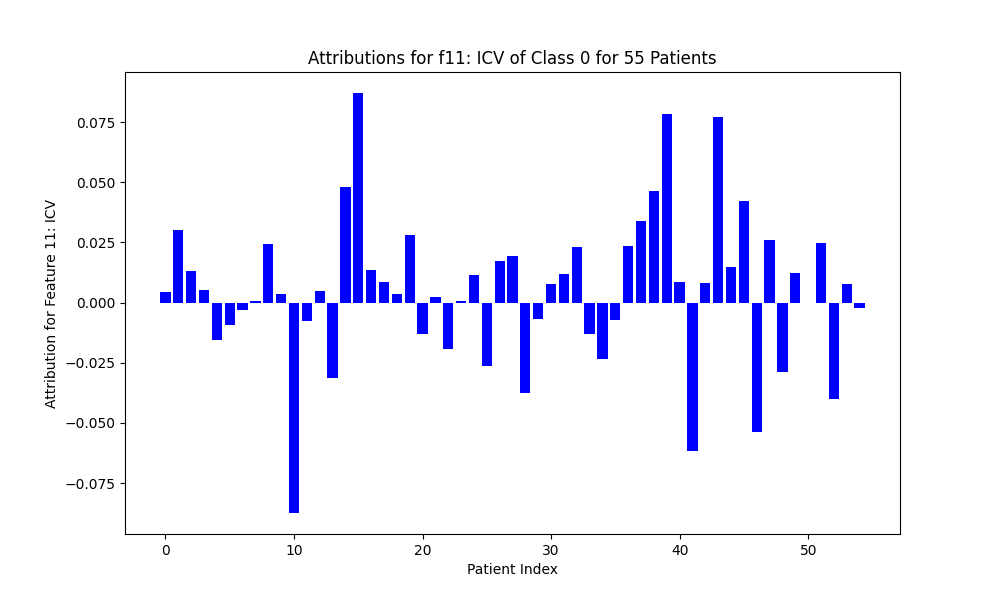 Attributions for f11: ICV of Class 0 for 55 Patients
Attribution for Feature 11: ICV
0.075
0.050
0.025
0.000
−0.025
−0.050
−0.075
0 10 20 30 40 50
Patient Index